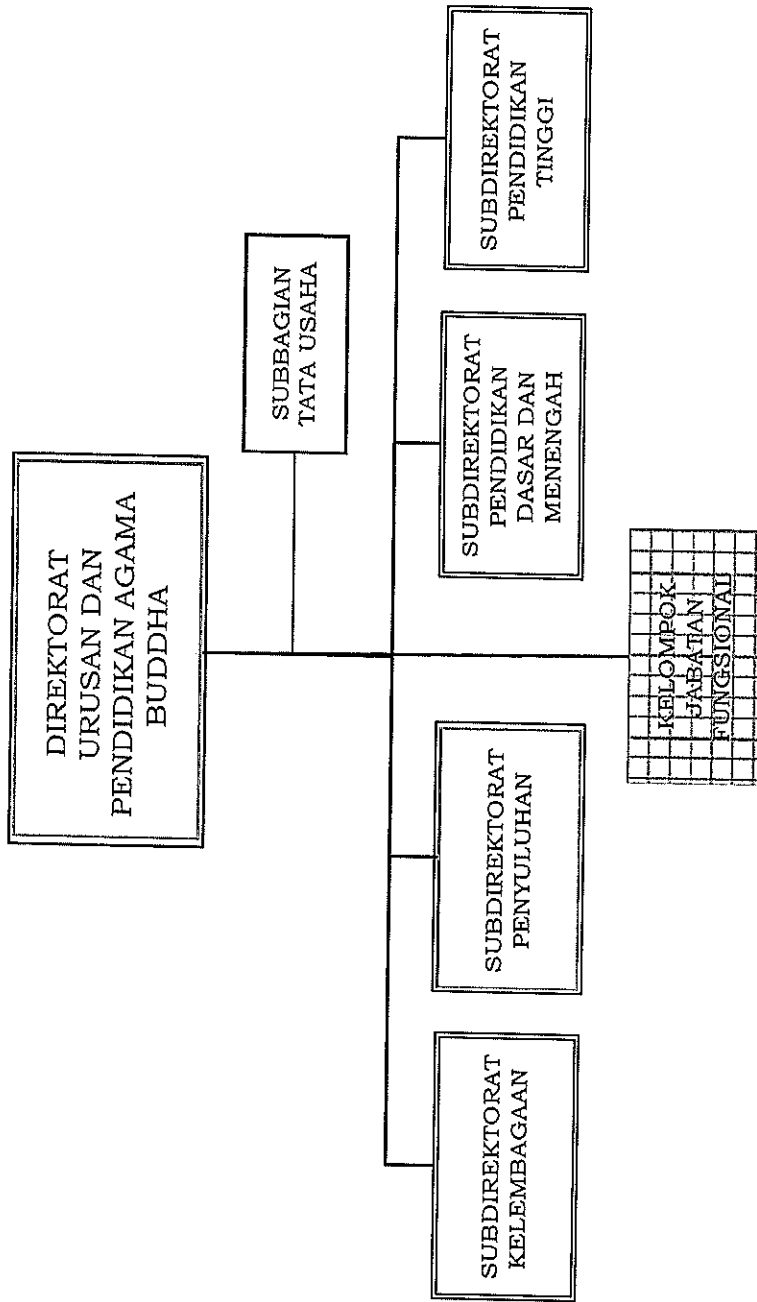 DIREKTORAT
URUSAN DAN
PENDIDIKAN AGAMA
BUDDHA
SUBBAGIAN
TATA USAHA
SUBDIREKTORAT
KELEMBAGAAN
SUBDIREKTORAT
PENYULUHAN
SUBDIREKTORAT
PENDIDIKAN
DASAR DAN
MENENGAH
SUBDIREKTORAT
PENDIDIKAN
TINGGI
KELOMPOK
JABATAN
FUNGSIONAL